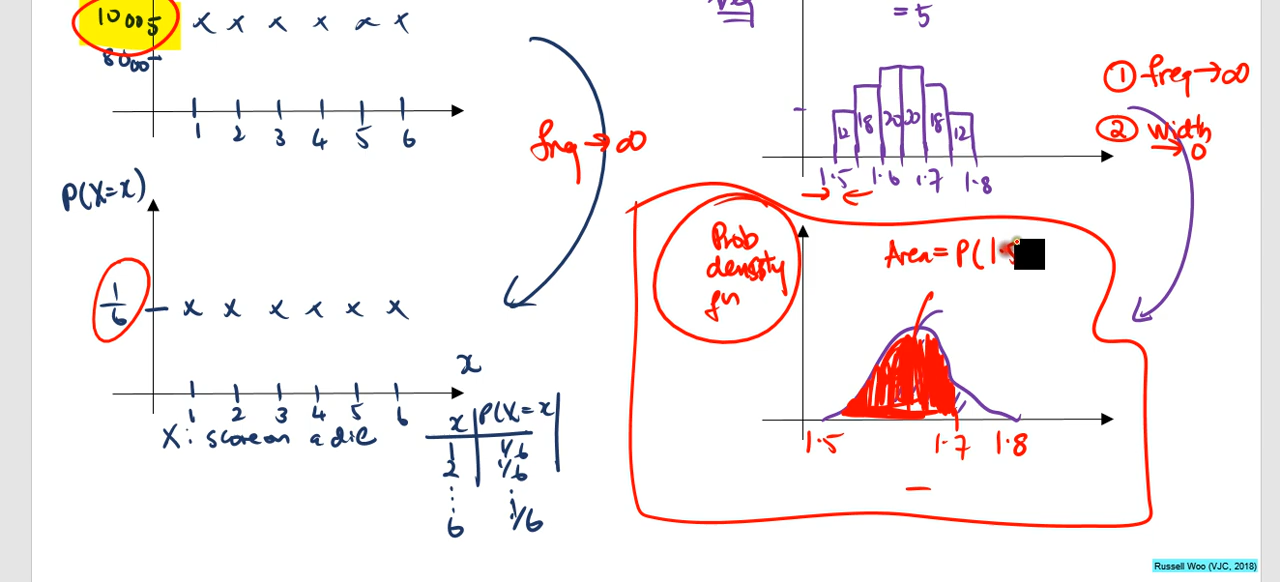 10005
8000
1 2 3 4 5 6
freq → ∞
P(X=x)
1/6
x
1 2 3 4 5 6
X: score on a die
x P(X=x)
1 1/6
2 1/6
⋮ ⋮
6 1/6
= 5
12 18 20 20 18 12
1.5 1.6 1.7 1.8
① freq → ∞
② width
→ 0
Prob
density
fn
Area = P(1.5
1.5 1.7 1.8
Russell Woo (VJC, 2018)